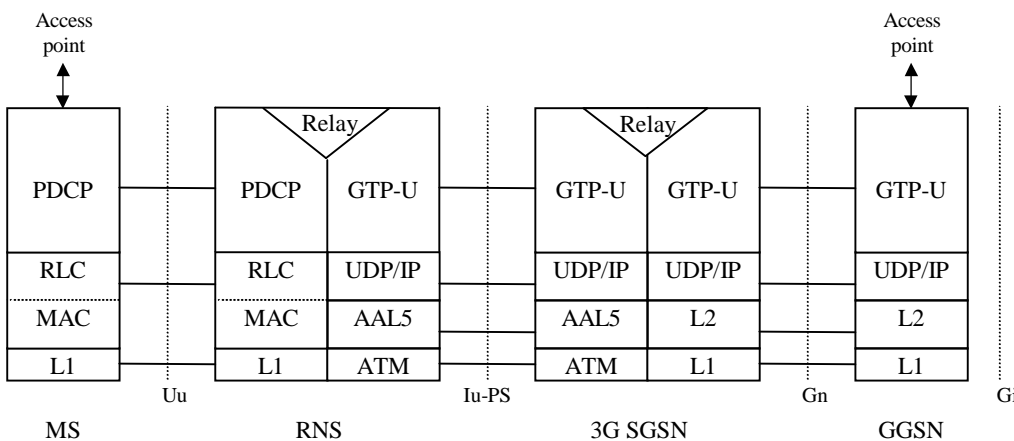 Access
point
Access
point
Relay
Relay
PDCP
PDCP
GTP-U
GTP-U
GTP-U
GTP-U
RLC
RLC
UDP/IP
UDP/IP
UDP/IP
UDP/IP
MAC
MAC
AAL5
AAL5
L2
L2
L1
L1
ATM
ATM
L1
L1
Uu
Iu-PS
Gn
Gi
MS
RNS
3G SGSN
GGSN